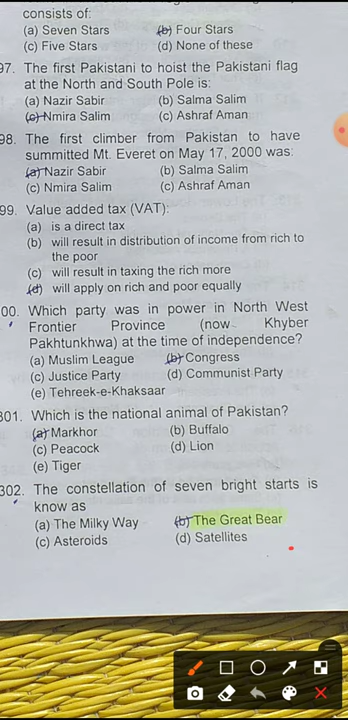 consists of:
(a) Seven Stars (b) Four Stars
(c) Five Stars (d) None of these
97. The first Pakistani to hoist the Pakistani flag
at the North and South Pole is:
(a) Nazir Sabir (b) Salma Salim
(c) Nmira Salim (c) Ashraf Aman
98. The first climber from Pakistan to have
summitted Mt. Everet on May 17, 2000 was:
(a) Nazir Sabir (b) Salma Salim
(c) Nmira Salim (c) Ashraf Aman
99. Value added tax (VAT):
(a) is a direct tax
(b) will result in distribution of income from rich to
the poor
(c) will result in taxing the rich more
(d) will apply on rich and poor equally
00. Which party was in power in North West
Frontier Province (now Khyber
Pakhtunkhwa) at the time of independence?
(a) Muslim League (b) Congress
(c) Justice Party (d) Communist Party
(e) Tehreek-e-Khaksaar
301. Which is the national animal of Pakistan?
(a) Markhor (b) Buffalo
(c) Peacock (d) Lion
(e) Tiger
302. The constellation of seven bright starts is
know as
(a) The Milky Way (b) The Great Bear
(c) Asteroids (d) Satellites